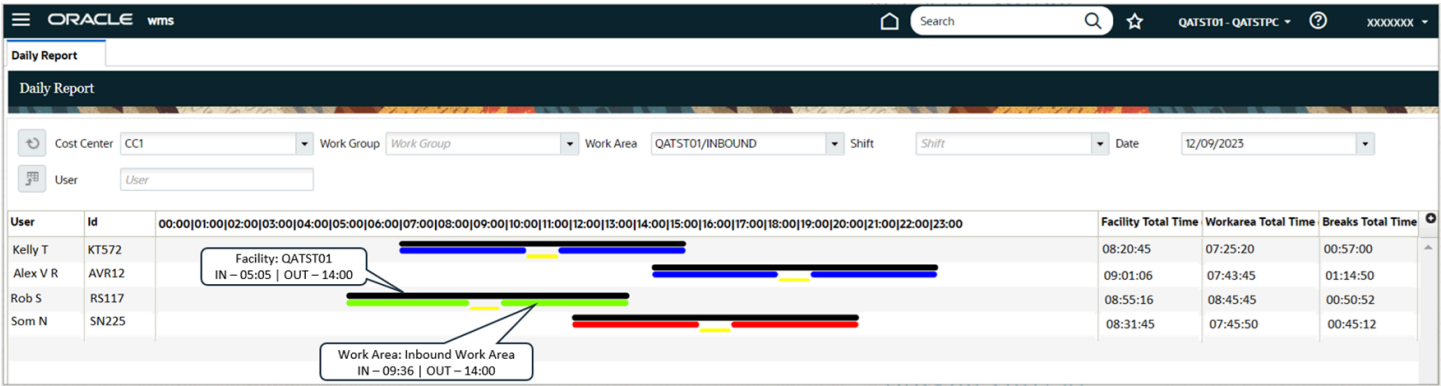 ORACLE wms Search QATST01 - QATSTPC XXXXXXX
Daily Report
Daily Report
Cost Center CC1 Work Group Work Group Work Area QATST01/INBOUND Shift Shift Date 12/09/2023
User User
User Id 00:00|01:00|02:00|03:00|04:00|05:00|06:00|07:00|08:00|09:00|10:00|11:00|12:00|13:00|14:00|15:00|16:00|17:00|18:00|19:00|20:00|21:00|22:00|23:00 Facility Total Time Workarea Total Time Breaks Total Time
Kelly T KT572 08:20:45 07:25:20 00:57:00
Facility: QATST01
IN – 05:05 | OUT – 14:00
Alex V R AVR12 09:01:06 07:43:45 01:14:50
Rob S RS117 08:55:16 08:45:45 00:50:52
Som N SN225 08:31:45 07:45:50 00:45:12
Work Area: Inbound Work Area
IN – 09:36 | OUT – 14:00